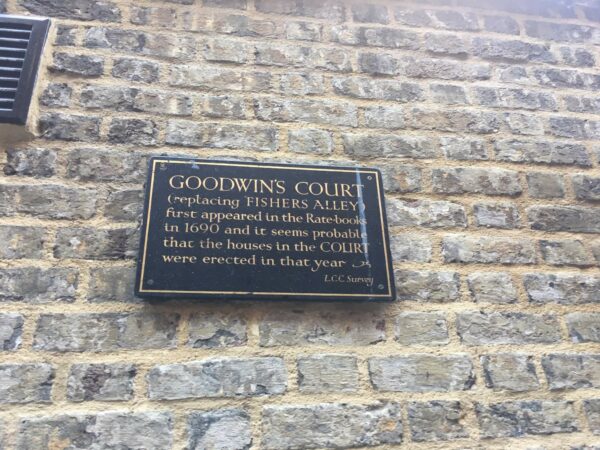 GOODWIN'S COURT
(replacing FISHERS ALLEY)
first appeared in the Rate-books
in 1690 and it seems probable
that the houses in the COURT
were erected in that year
L.C.C. Survey